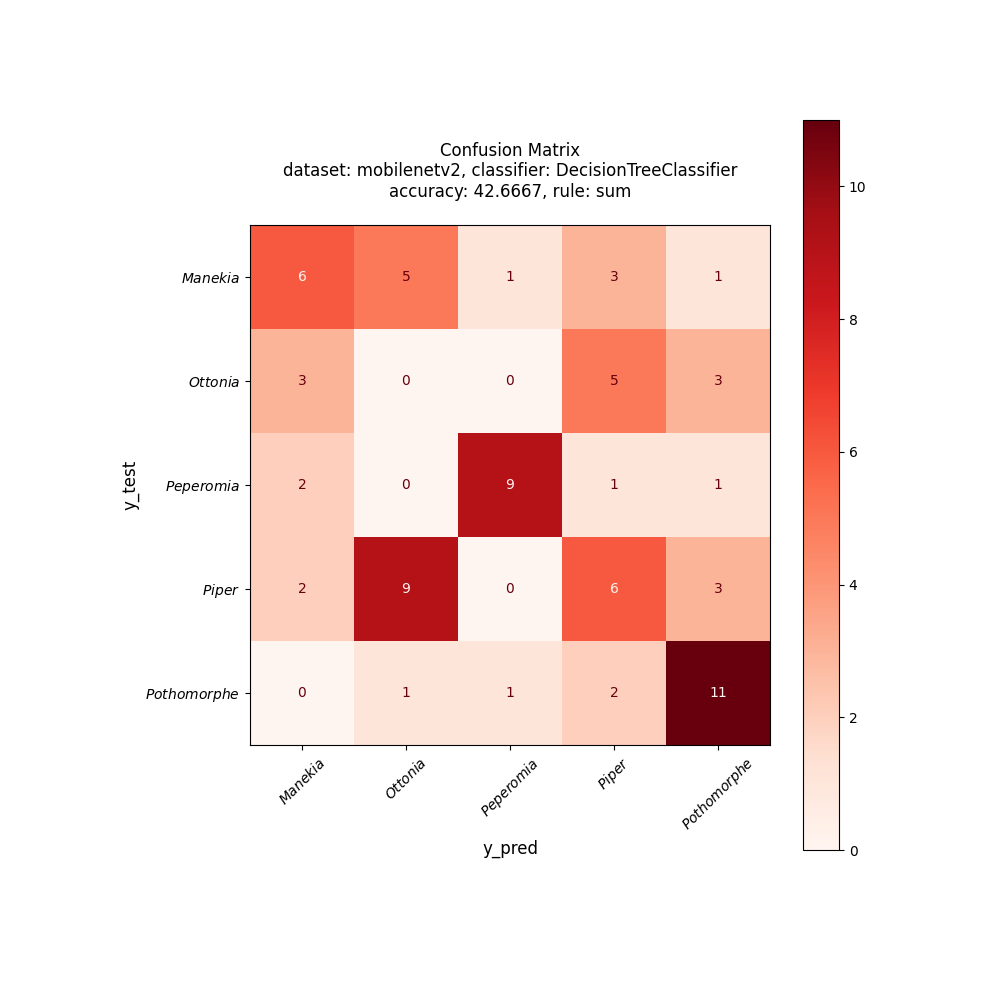 Confusion Matrix
dataset: mobilenetv2, classifier: DecisionTreeClassifier
accuracy: 42.6667, rule: sum
Manekia 6 5 1 3 1
Ottonia 3 0 0 5 3
Peperomia 2 0 9 1 1
Piper 2 9 0 6 3
Pothomorphe 0 1 1 2 11
Manekia Ottonia Peperomia Piper Pothomorphe
y_test
y_pred
10
8
6
4
2
0